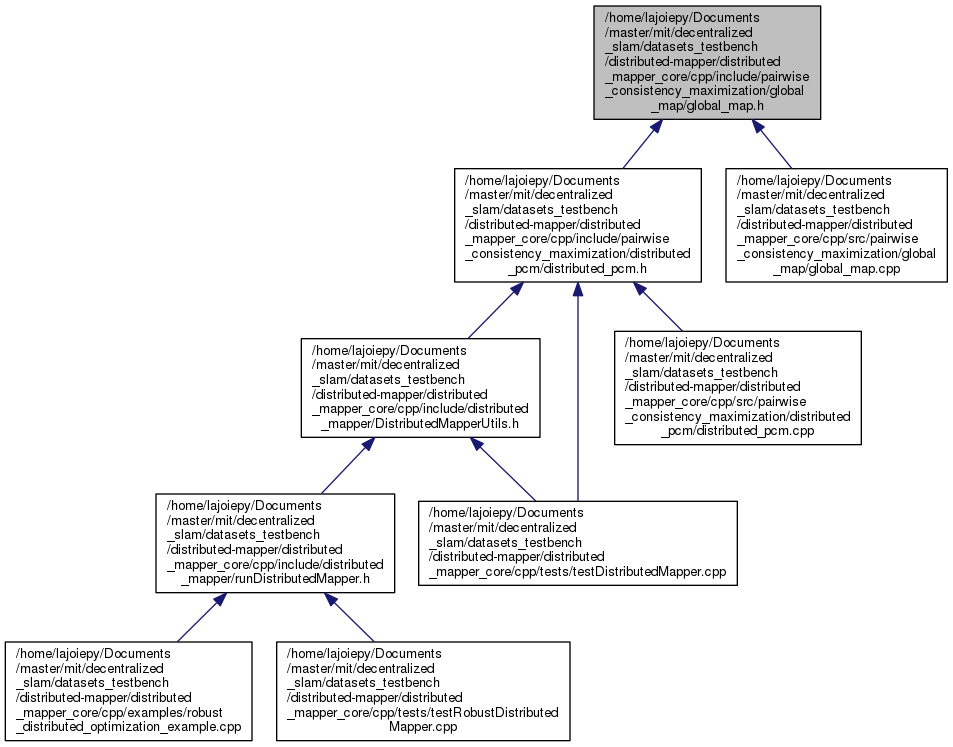 /home/lajoiepy/Documents
/master/mit/decentralized
_slam/datasets_testbench
/distributed-mapper/distributed
_mapper_core/cpp/include/pairwise
_consistency_maximization/global
_map/global_map.h
/home/lajoiepy/Documents
/master/mit/decentralized
_slam/datasets_testbench
/distributed-mapper/distributed
_mapper_core/cpp/include/pairwise
_consistency_maximization/distributed
_pcm/distributed_pcm.h
/home/lajoiepy/Documents
/master/mit/decentralized
_slam/datasets_testbench
/distributed-mapper/distributed
_mapper_core/cpp/src/pairwise
_consistency_maximization/global
_map/global_map.cpp
/home/lajoiepy/Documents
/master/mit/decentralized
_slam/datasets_testbench
/distributed-mapper/distributed
_mapper_core/cpp/include/distributed
_mapper/DistributedMapperUtils.h
/home/lajoiepy/Documents
/master/mit/decentralized
_slam/datasets_testbench
/distributed-mapper/distributed
_mapper_core/cpp/src/pairwise
_consistency_maximization/distributed
_pcm/distributed_pcm.cpp
/home/lajoiepy/Documents
/master/mit/decentralized
_slam/datasets_testbench
/distributed-mapper/distributed
_mapper_core/cpp/include/distributed
_mapper/runDistributedMapper.h
/home/lajoiepy/Documents
/master/mit/decentralized
_slam/datasets_testbench
/distributed-mapper/distributed
_mapper_core/cpp/tests/testDistributedMapper.cpp
/home/lajoiepy/Documents
/master/mit/decentralized
_slam/datasets_testbench
/distributed-mapper/distributed
_mapper_core/cpp/examples/robust
_distributed_optimization_example.cpp
/home/lajoiepy/Documents
/master/mit/decentralized
_slam/datasets_testbench
/distributed-mapper/distributed
_mapper_core/cpp/tests/testRobustDistributed
Mapper.cpp